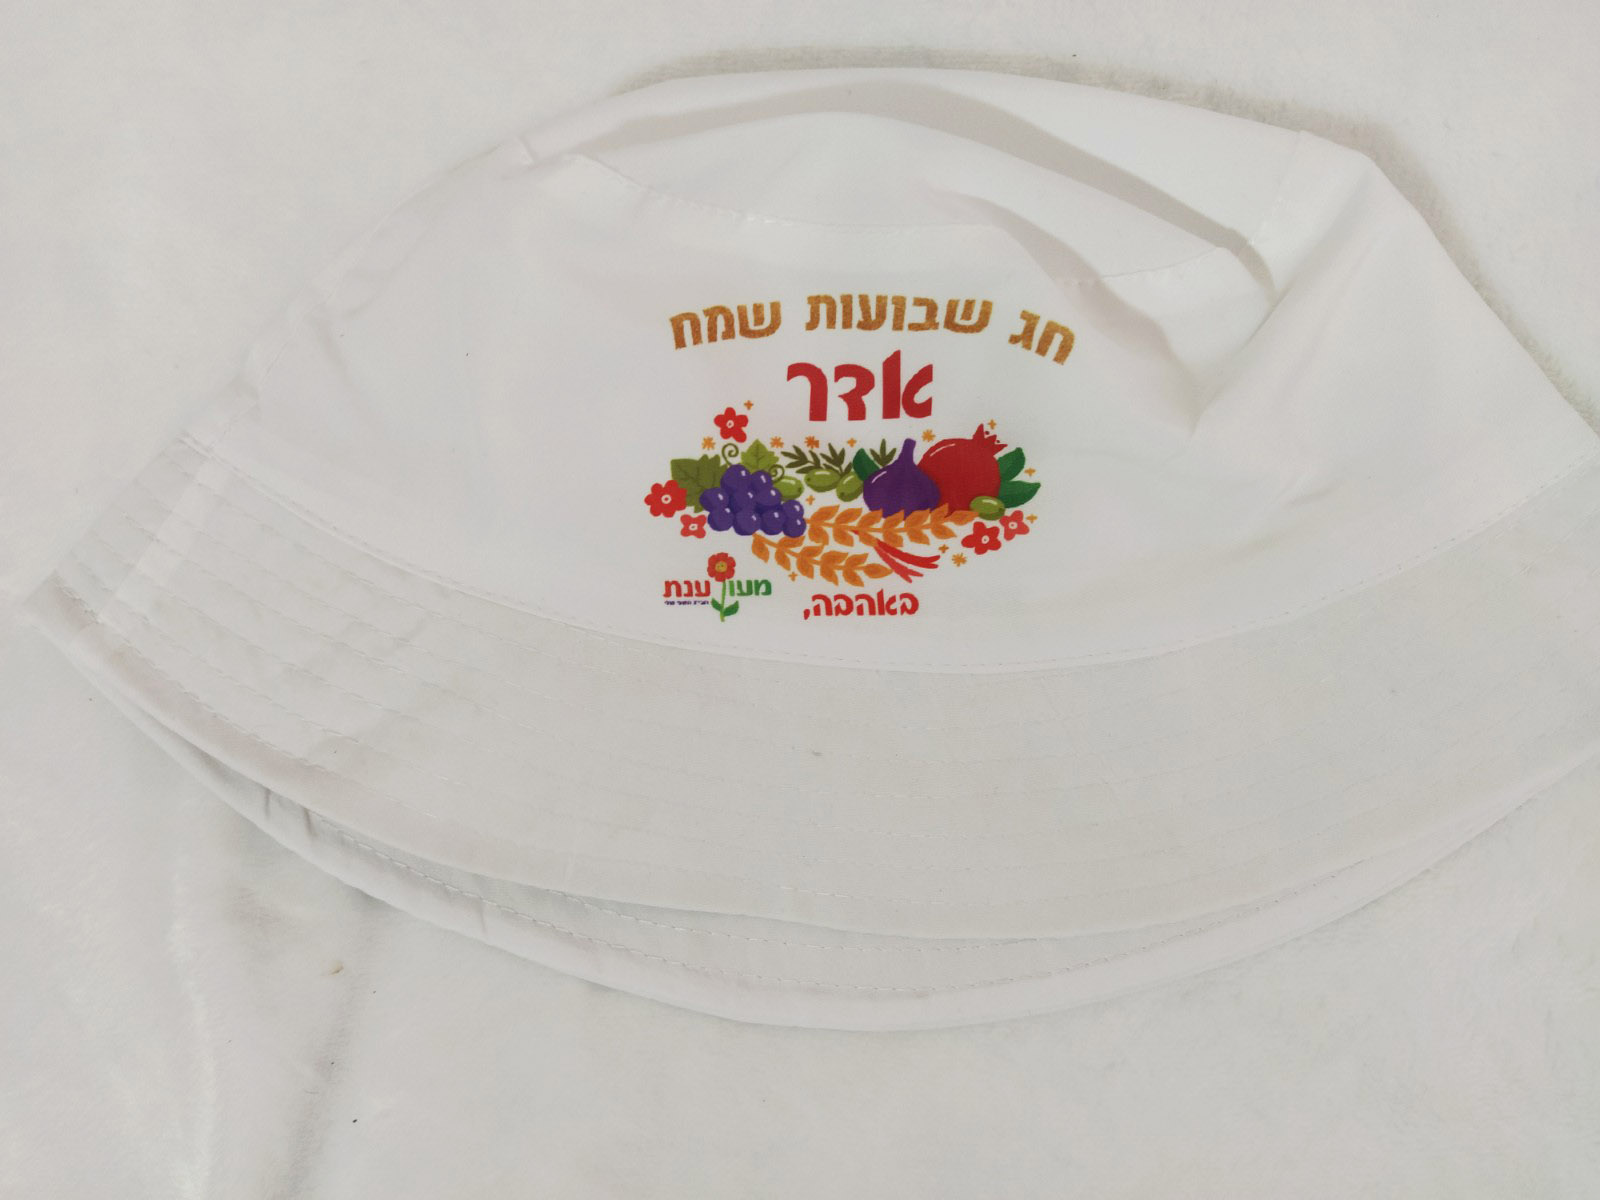 חג שבועות שמח
אדר
באהבה,
מעון ענת